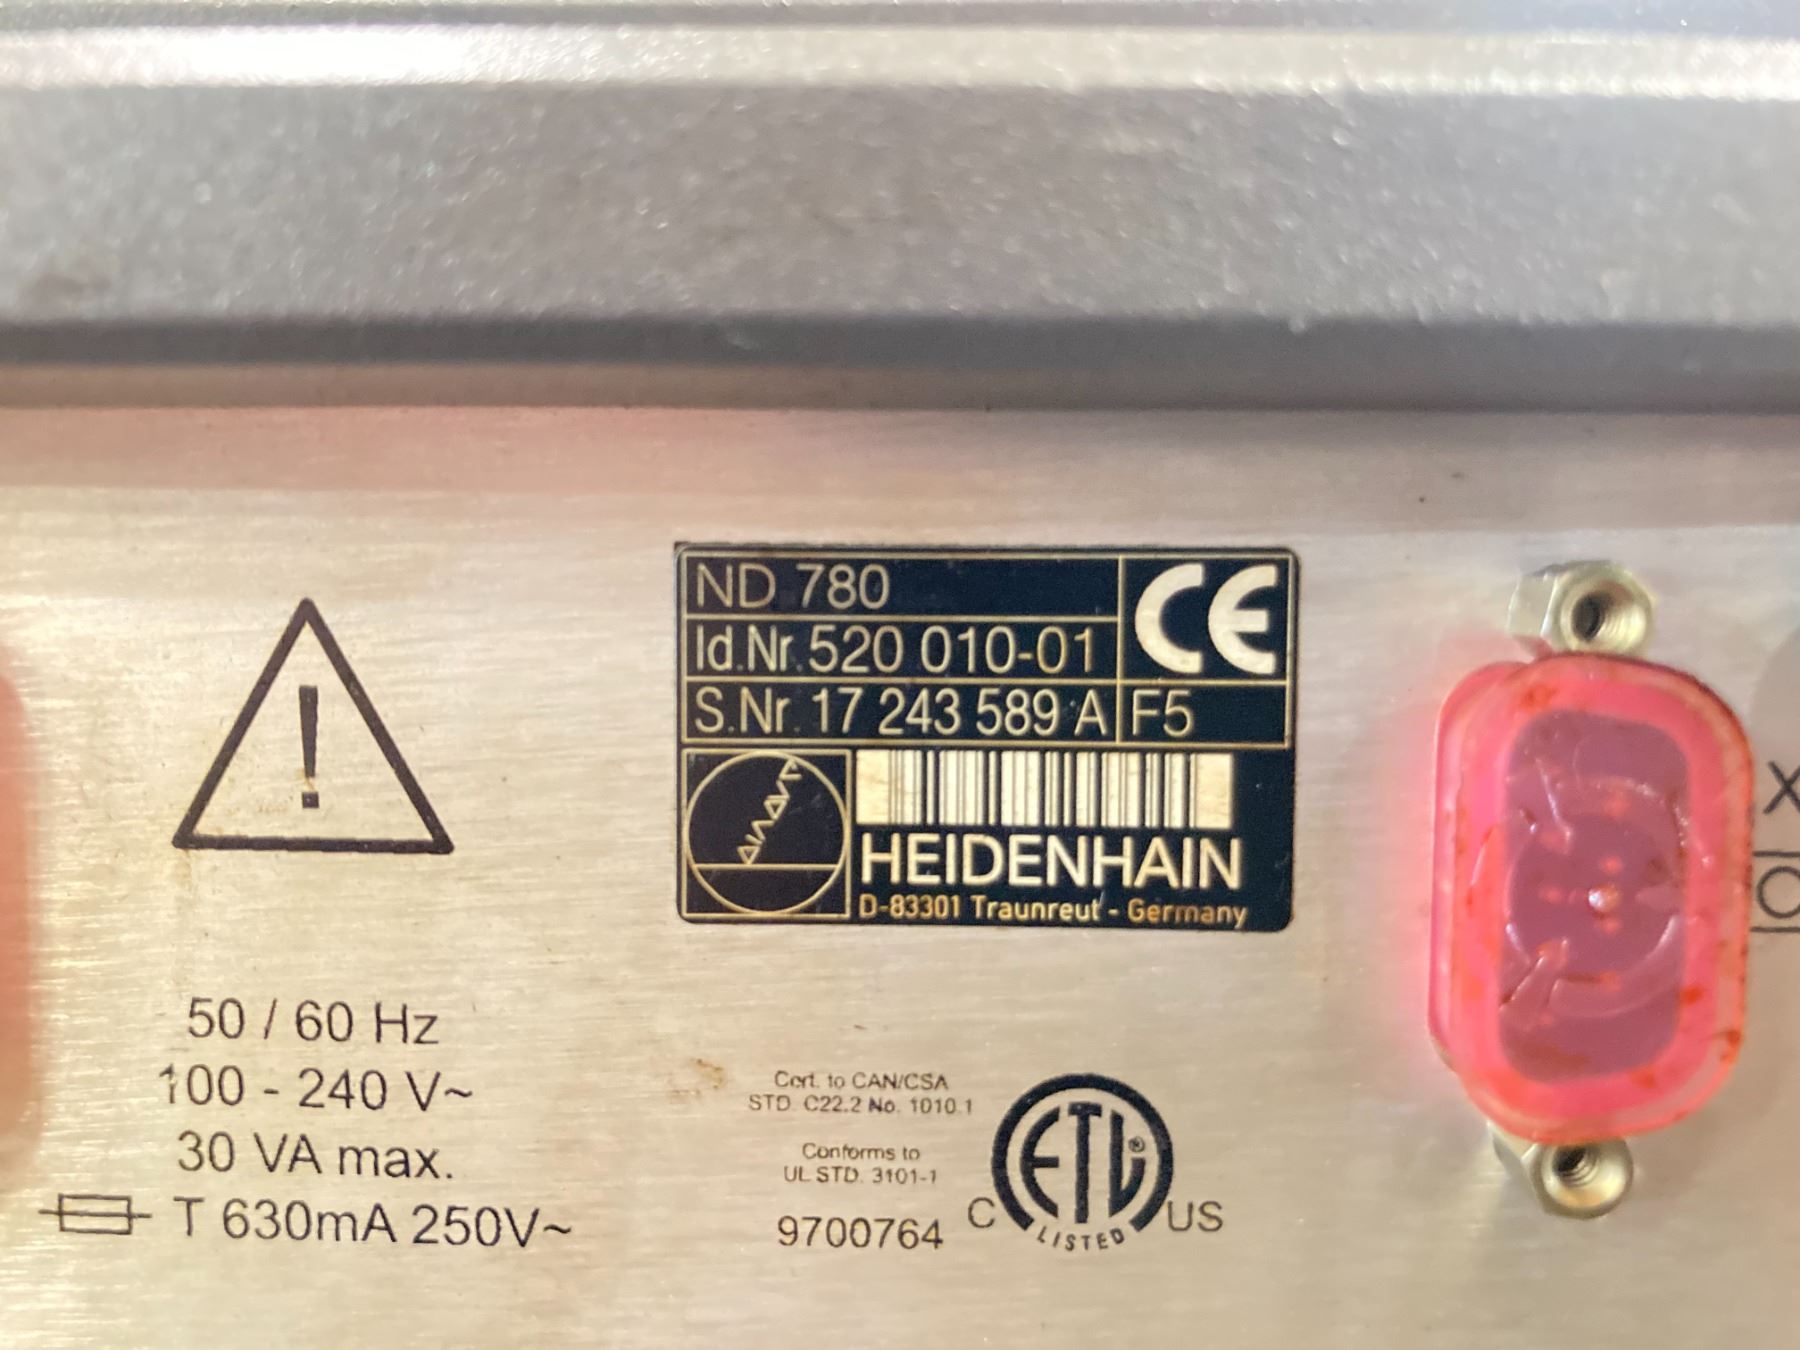 ND 780
CE
Id.Nr. 520 010-01
S.Nr. 17 243 589 A F5
HEIDENHAIN
D-83301 Traunreut - Germany
!
50 / 60 Hz
100 - 240 V~
30 VA max.
T 630mA 250V~
Cert. to CAN/CSA
STD. C22.2 No. 1010.1
Conforms to
UL STD. 3101-1
9700764
C ETL® US
LISTED
X